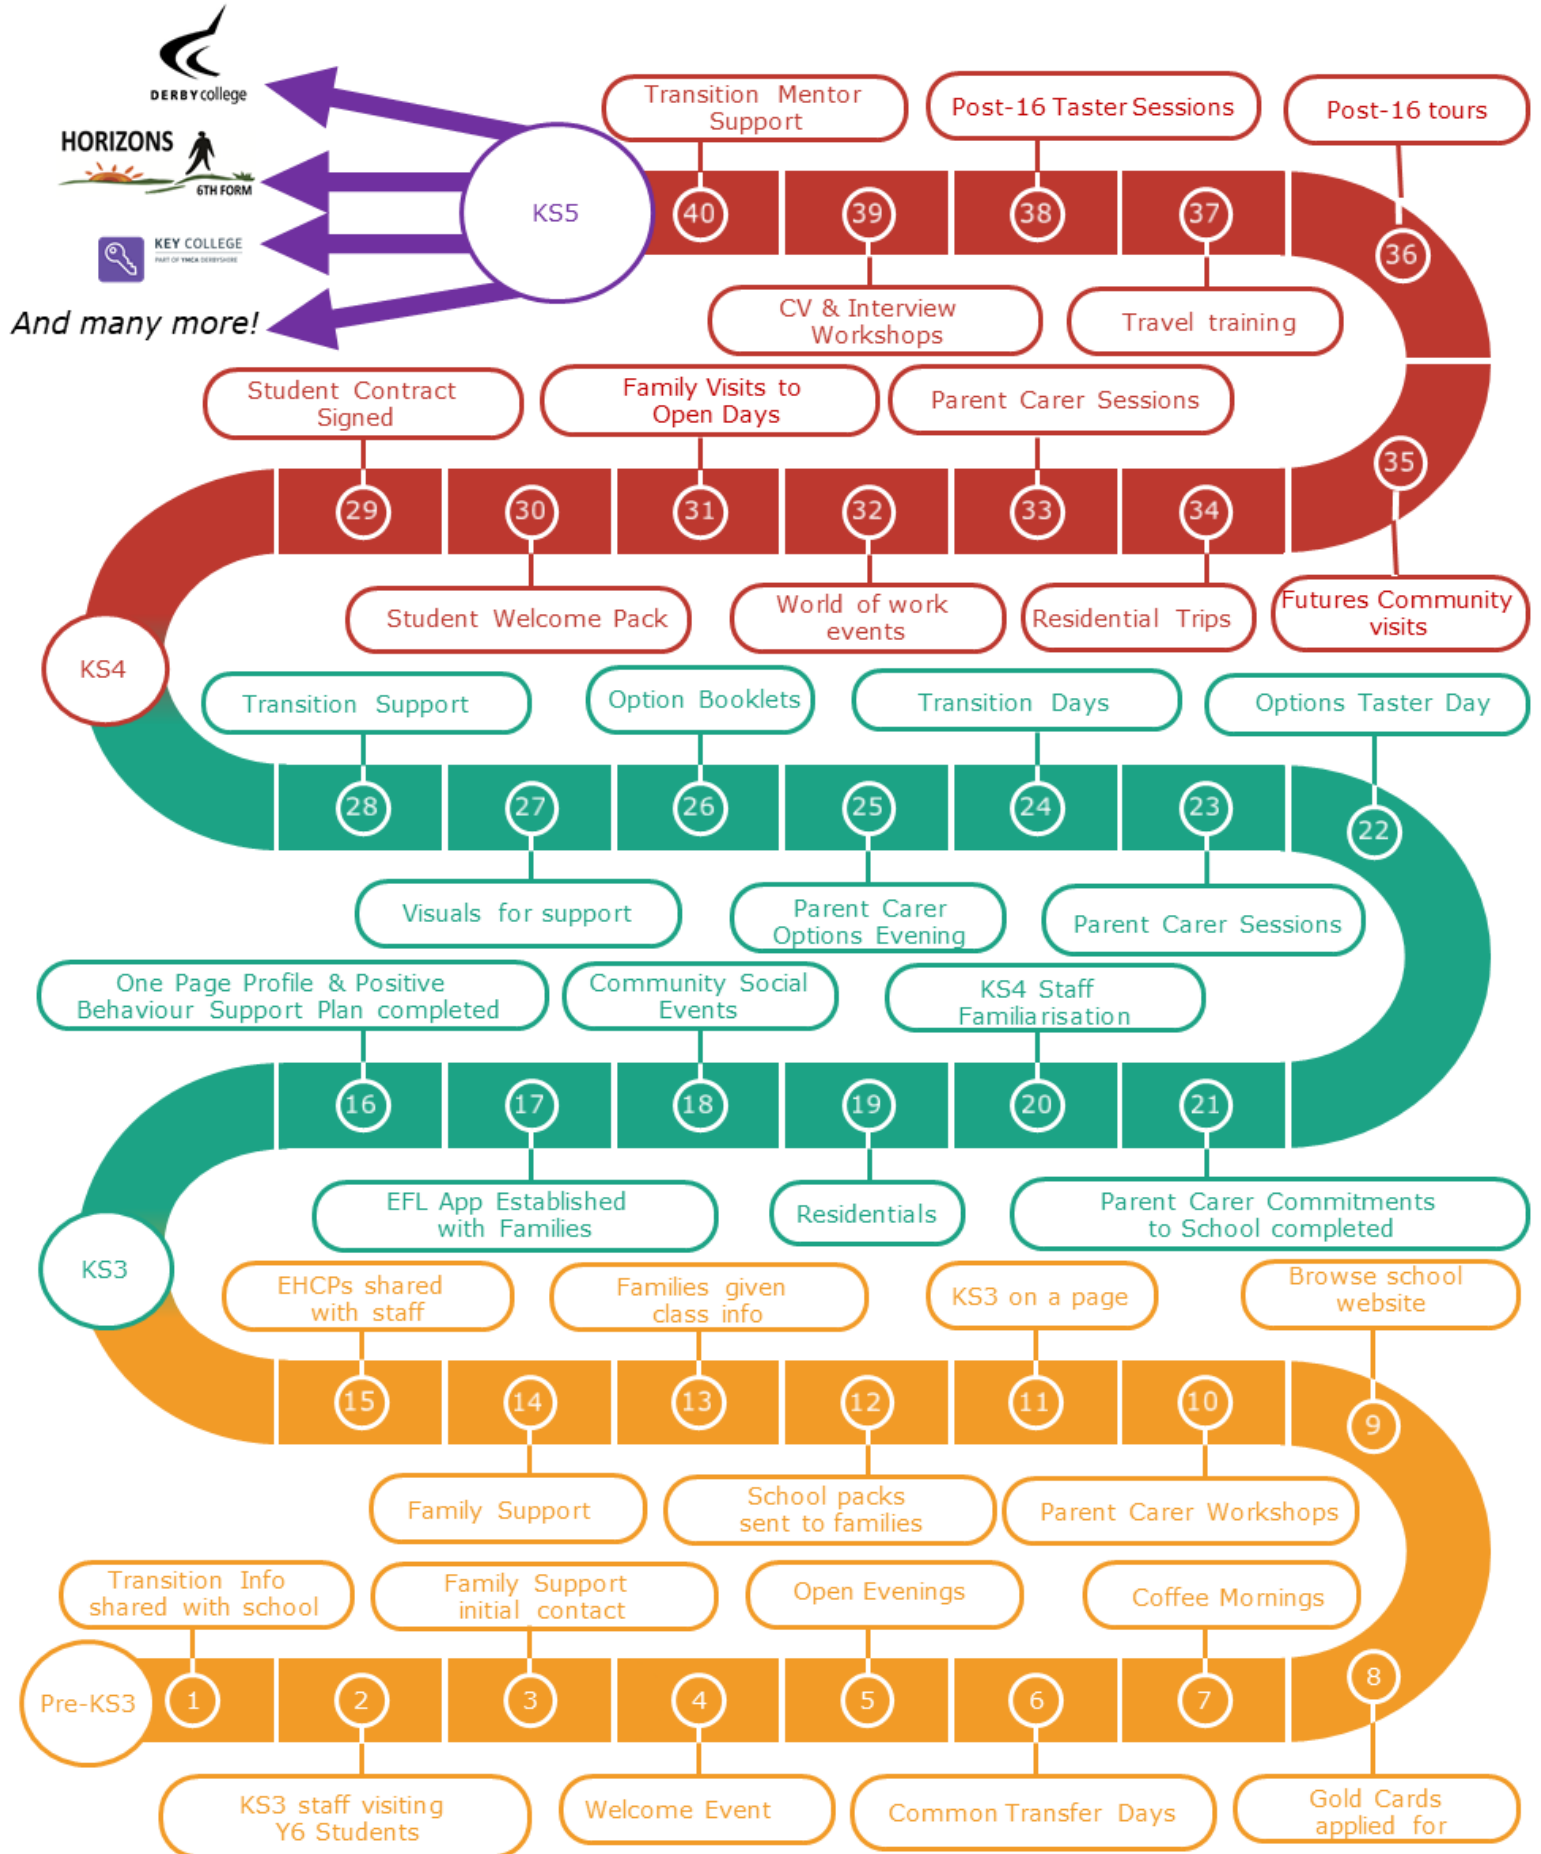 DERBY college
HORIZONS
6TH FORM
KEY COLLEGE
PART OF YMCA DERBYSHIRE
And many more!
KS5
Transition Mentor
Support
Post-16 Taster Sessions
Post-16 tours
40
39
38
37
36
CV & Interview
Workshops
Travel training
Student Contract
Signed
Family Visits to
Open Days
Parent Carer Sessions
35
29
30
31
32
33
34
Student Welcome Pack
World of work
events
Residential Trips
Futures Community
visits
KS4
Transition Support
Option Booklets
Transition Days
Options Taster Day
28
27
26
25
24
23
22
Visuals for support
Parent Carer
Options Evening
Parent Carer Sessions
One Page Profile & Positive
Behaviour Support Plan completed
Community Social
Events
KS4 Staff
Familiarisation
16
17
18
19
20
21
EFL App Established
with Families
Residentials
Parent Carer Commitments
to School completed
KS3
EHCPs shared
with staff
Families given
class info
KS3 on a page
Browse school
website
15
14
13
12
11
10
9
Family Support
School packs
sent to families
Parent Carer Workshops
Transition Info
shared with school
Family Support
initial contact
Open Evenings
Coffee Mornings
Pre-KS3
1
2
3
4
5
6
7
8
KS3 staff visiting
Y6 Students
Welcome Event
Common Transfer Days
Gold Cards
applied for